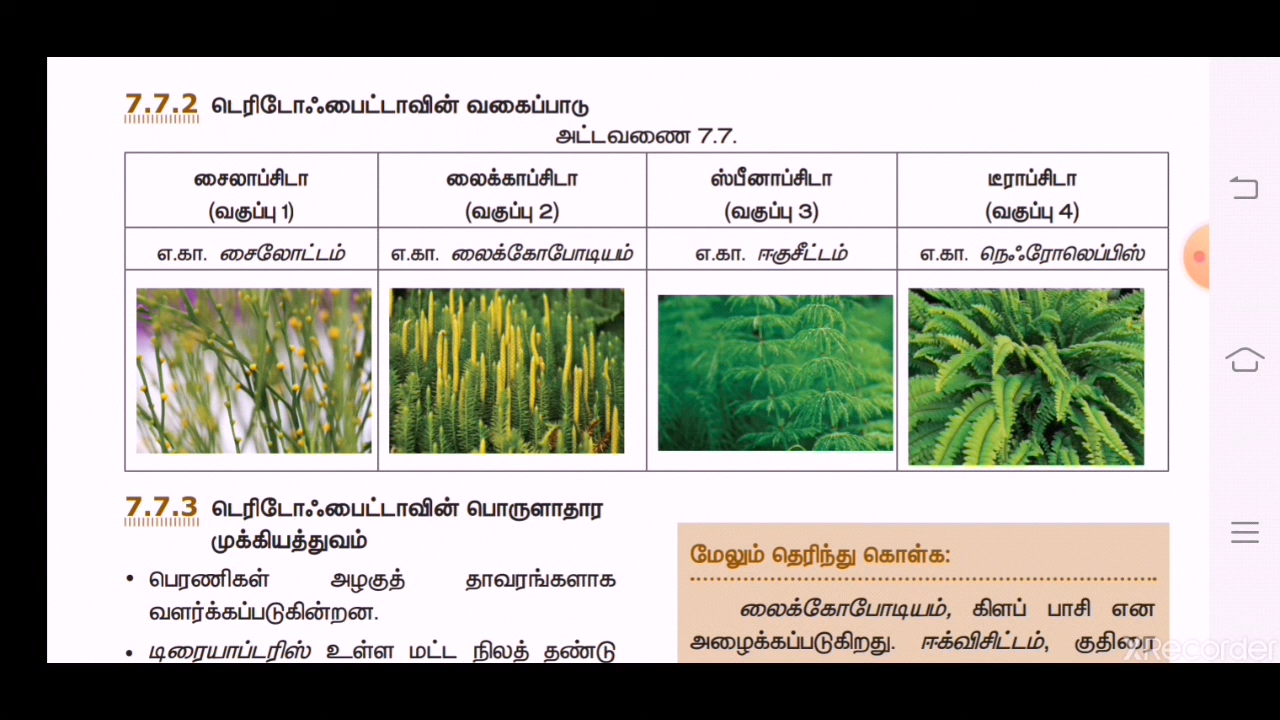 7.7.2 டெரிடோஃபைட்டாவின் வகைப்பாடு
அட்டவணை 7.7.
சைலாப்சிடா
(வகுப்பு 1)
லைக்காப்சிடா
(வகுப்பு 2)
ஸ்பீனாப்சிடா
(வகுப்பு 3)
டீராப்சிடா
(வகுப்பு 4)
எ.கா. சைலோட்டம்
எ.கா. லைக்கோபோடியம்
எ.கா. ஈகுசீட்டம்
எ.கா. நெஃரோலெப்பிஸ்
7.7.3 டெரிடோஃபைட்டாவின் பொருளாதார
முக்கியத்துவம்
• பெரணிகள் அழகுத் தாவரங்களாக
வளர்க்கப்படுகின்றன.
• டிரையாப்டரிஸ் உள்ள மட்ட நிலத் தண்டு
மேலும் தெரிந்து கொள்க:
லைக்கோபோடியம், கிளப் பாசி என
அழைக்கப்படுகிறது. ஈக்விசிட்டம், குதிரை
XRecorder